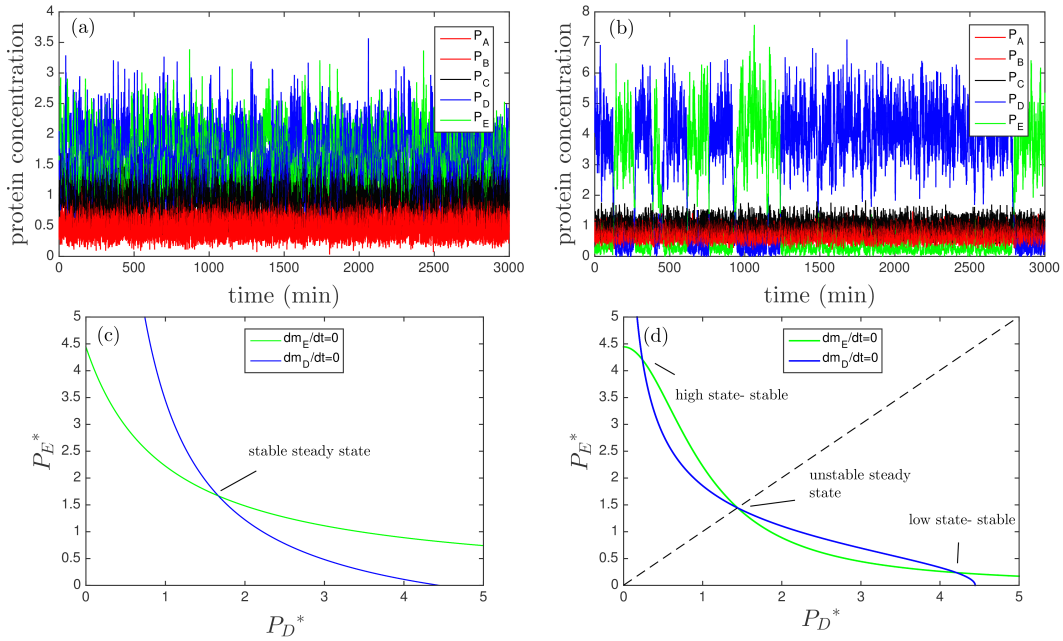 (a)
4
3.5
3
2.5
2
1.5
1
0.5
0
protein concentration
P_A
P_B
P_C
P_D
P_E
0 500 1000 1500 2000 2500 3000
time (min)
(b)
8
7
6
5
4
3
2
1
0
protein concentration
P_A
P_B
P_C
P_D
P_E
0 500 1000 1500 2000 2500 3000
time (min)
(c)
5
4.5
4
3.5
3
2.5
2
1.5
1
0.5
0
P_E*
dm_E/dt=0
dm_D/dt=0
stable steady state
0 1 2 3 4 5
P_D*
(d)
5
4.5
4
3.5
3
2.5
2
1.5
1
0.5
0
P_E*
dm_E/dt=0
dm_D/dt=0
high state- stable
unstable steady
state
low state- stable
0 1 2 3 4 5
P_D*